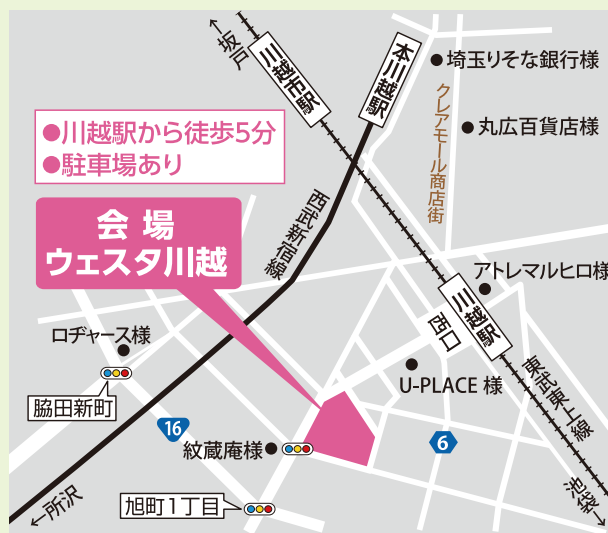 ←坂戸
川越市駅
本川越駅
●埼玉りそな銀行様
クレアモール商店街
●丸広百貨店様
●川越駅から徒歩5分
●駐車場あり
会場
ウェスタ川越
西武新宿線
アトレマルヒロ様
川越駅
西口
ロヂャース様
U-PLACE 様
東武東上線
脇田新町
16
紋蔵庵様●
6
←所沢
旭町1丁目
池袋→